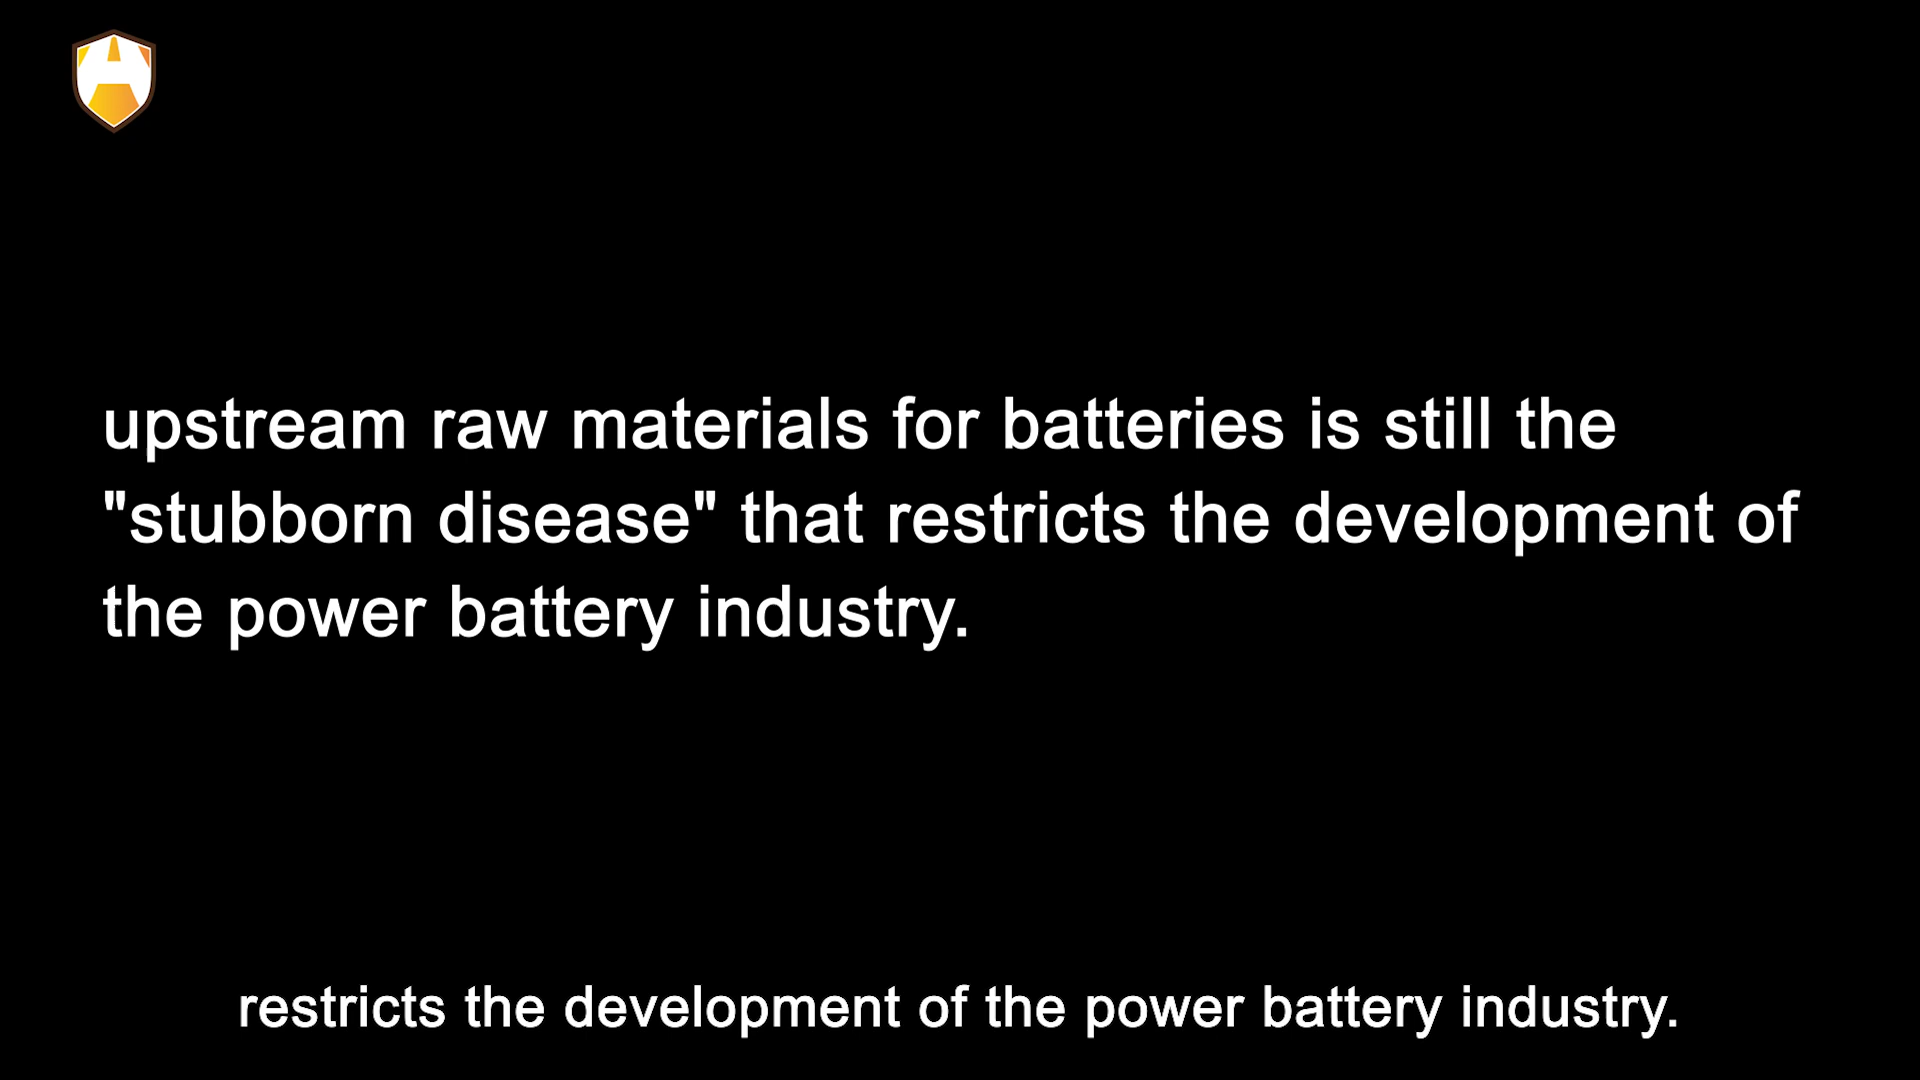 upstream raw materials for batteries is still the
"stubborn disease" that restricts the development of
the power battery industry.
restricts the development of the power battery industry.